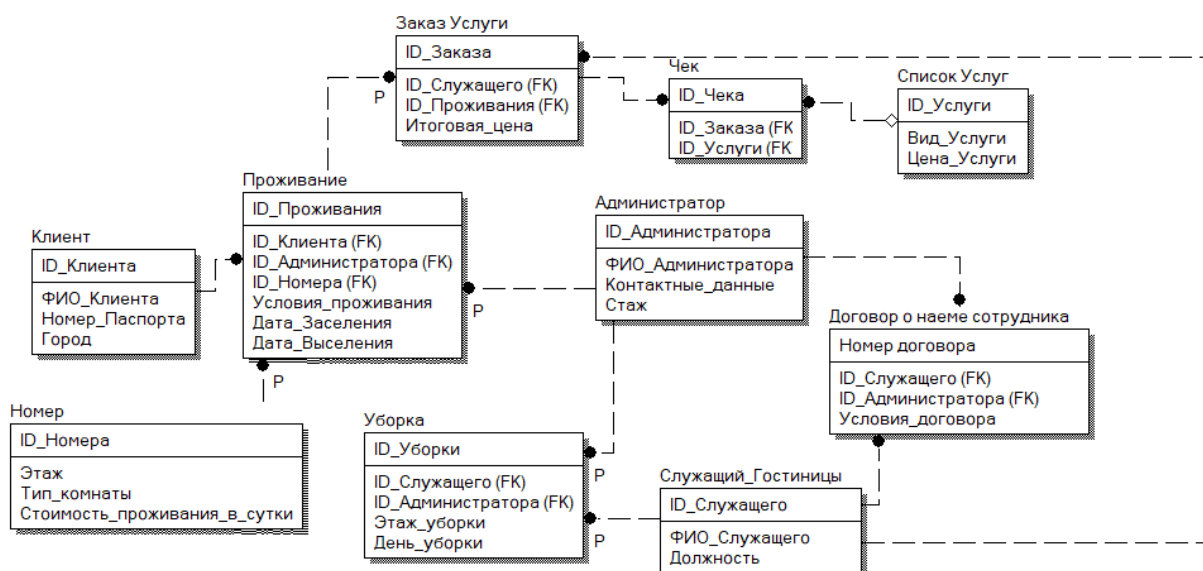 Заказ Услуги
ID_Заказа
ID_Служащего (FK)
ID_Проживания (FK)
Итоговая_цена
P
Чек
ID_Чека
ID_Заказа (FK
ID_Услуги (FK
Список Услуг
ID_Услуги
Вид_Услуги
Цена_Услуги
Проживание
ID_Проживания
ID_Клиента (FK)
ID_Администратора (FK)
ID_Номера (FK)
Условия_проживания
Дата_Заселения
Дата_Выселения
P
P
Клиент
ID_Клиента
ФИО_Клиента
Номер_Паспорта
Город
Администратор
ID_Администратора
ФИО_Администратора
Контактные_данные
Стаж
Договор о наеме сотрудника
Номер договора
ID_Служащего (FK)
ID_Администратора (FK)
Условия_договора
Номер
ID_Номера
Этаж
Тип_комнаты
Стоимость_проживания_в_сутки
Уборка
ID_Уборки
ID_Служащего (FK)
ID_Администратора (FK)
Этаж_уборки
День_уборки
P
P
Служащий_Гостиницы
ID_Служащего
ФИО_Служащего
Должность